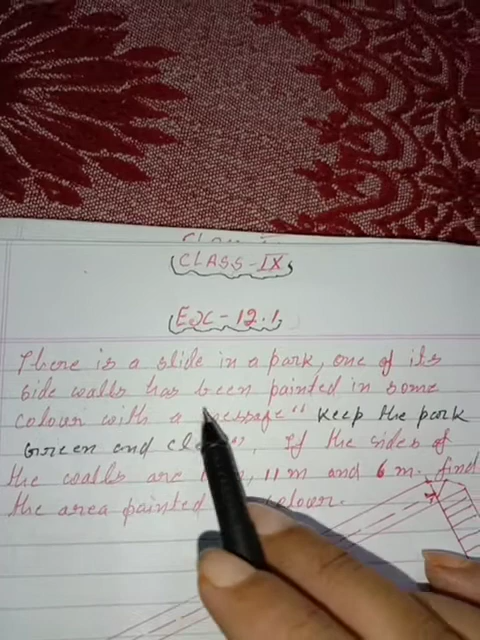 CLASS-IX
EX-12.1
There is a slide in a park, one of its
side walls has been painted in some
colour with a message" Keep the park
Green and , If the sides of
the walls are , 11 m and 6 m. find
the area painted colour.